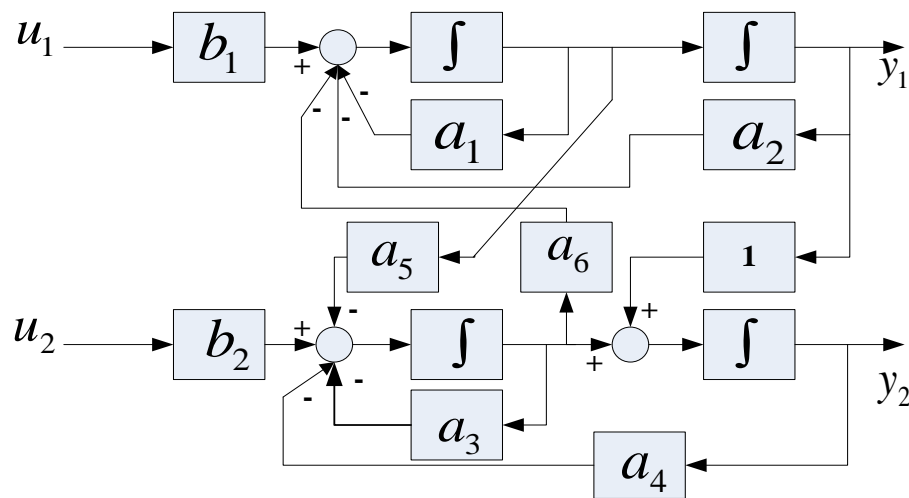 u₁ b₁ + ∫ ∫ y₁
- - -
a₁ a₂
a₅ a₆ 1
- +
u₂ b₂ + ∫ + ∫ y₂
- -
a₃
a₄